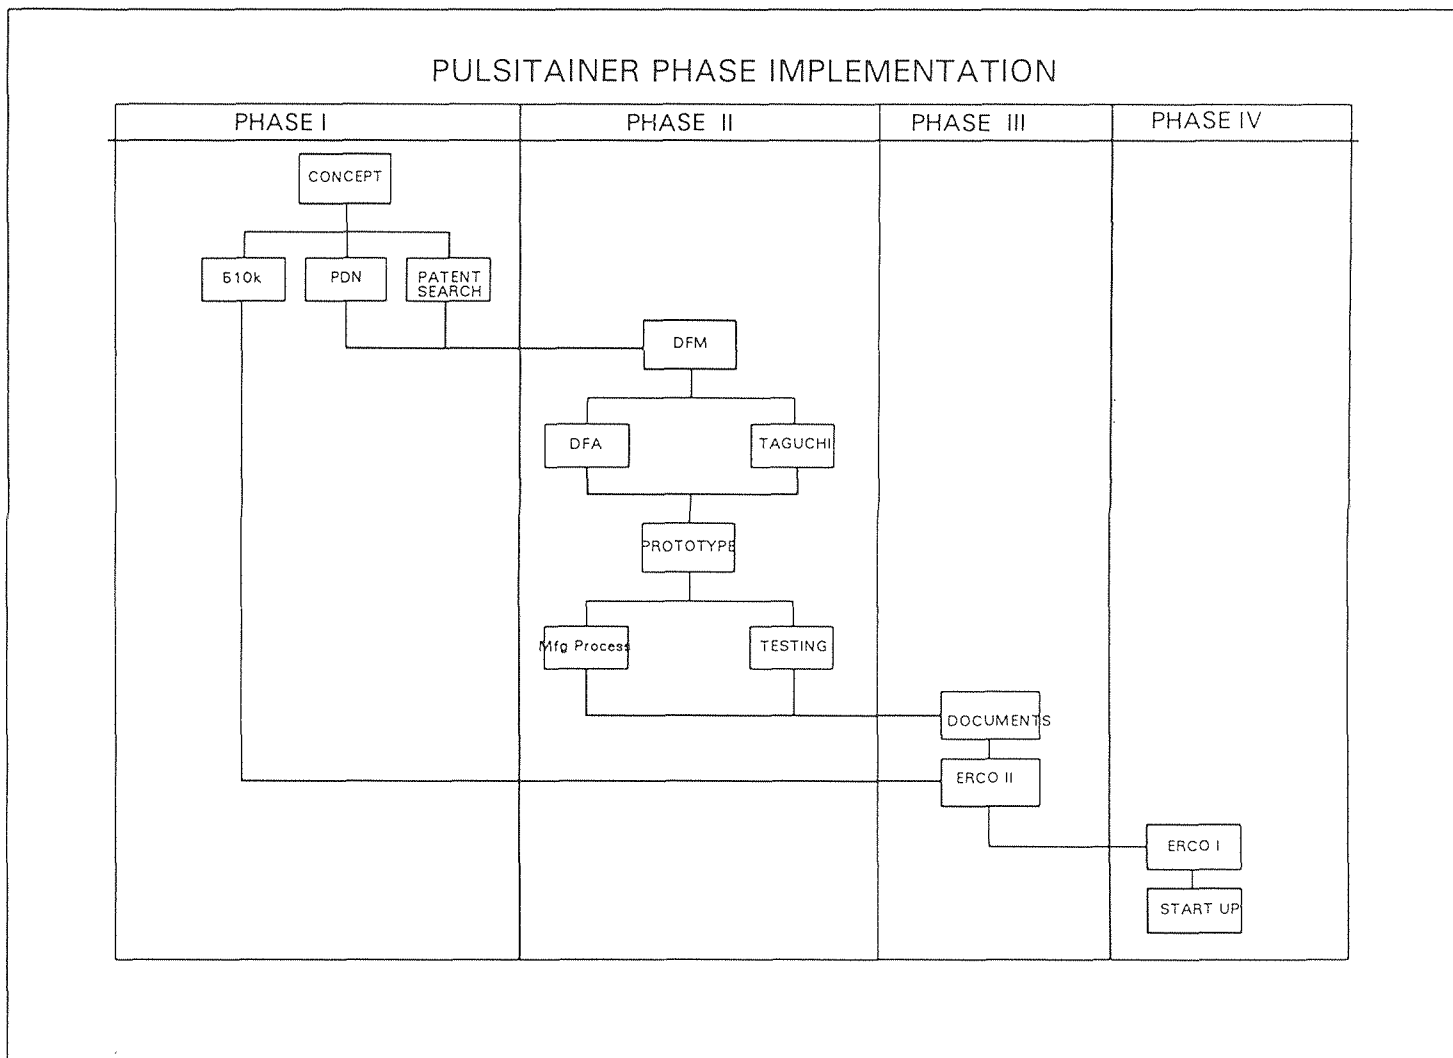 PULSITAINER PHASE IMPLEMENTATION
PHASE I
PHASE II
PHASE III
PHASE IV
CONCEPT
510k
PDN
PATENT
SEARCH
DFM
DFA
TAGUCHI
PROTOTYPE
Mfg Process
TESTING
DOCUMENTS
ERCO II
ERCO I
START UP